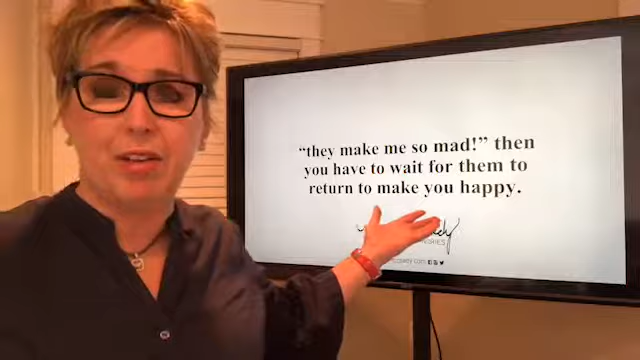 “they make me so mad!” then
you have to wait for them to
return to make you happy.